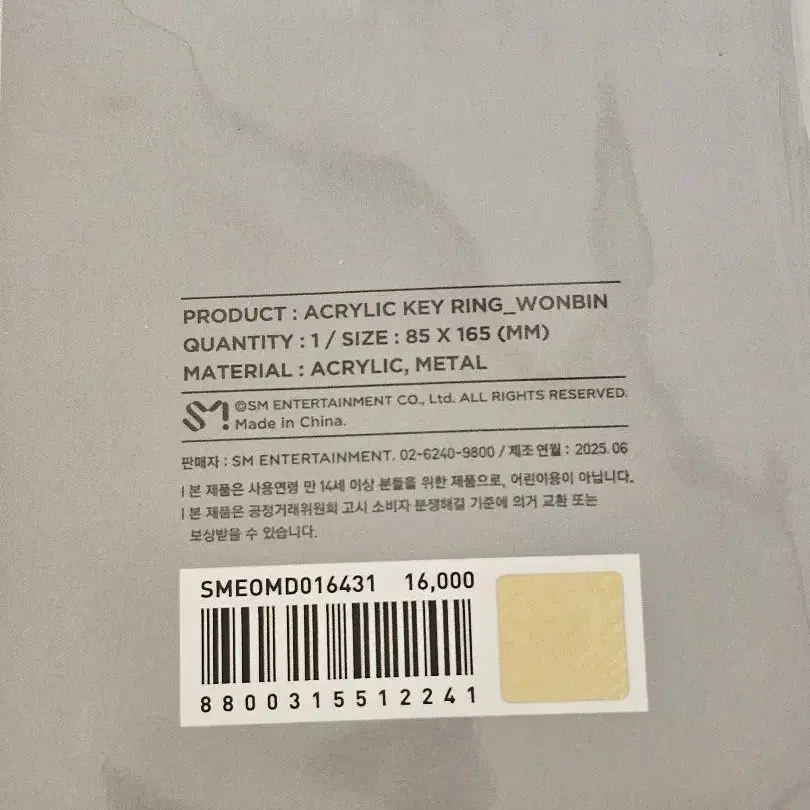 PRODUCT : ACRYLIC KEY RING_WONBIN
QUANTITY : 1 / SIZE : 85 X 165 (MM)
MATERIAL : ACRYLIC, METAL
SM! ©SM ENTERTAINMENT CO., Ltd. ALL RIGHTS RESERVED.
Made in China.
판매자 : SM ENTERTAINMENT. 02-6240-9800 / 제조연월 : 2025. 06
| 본 제품은 사용연령 만 14세 이상 분들을 위한 제품으로, 어린이용이 아닙니다.
| 본 제품은 공정거래위원회 고시 소비자 분쟁해결 기준에 의거 교환 또는
보상받을 수 있습니다.
SMEOMD016431 16,000
8800315512241